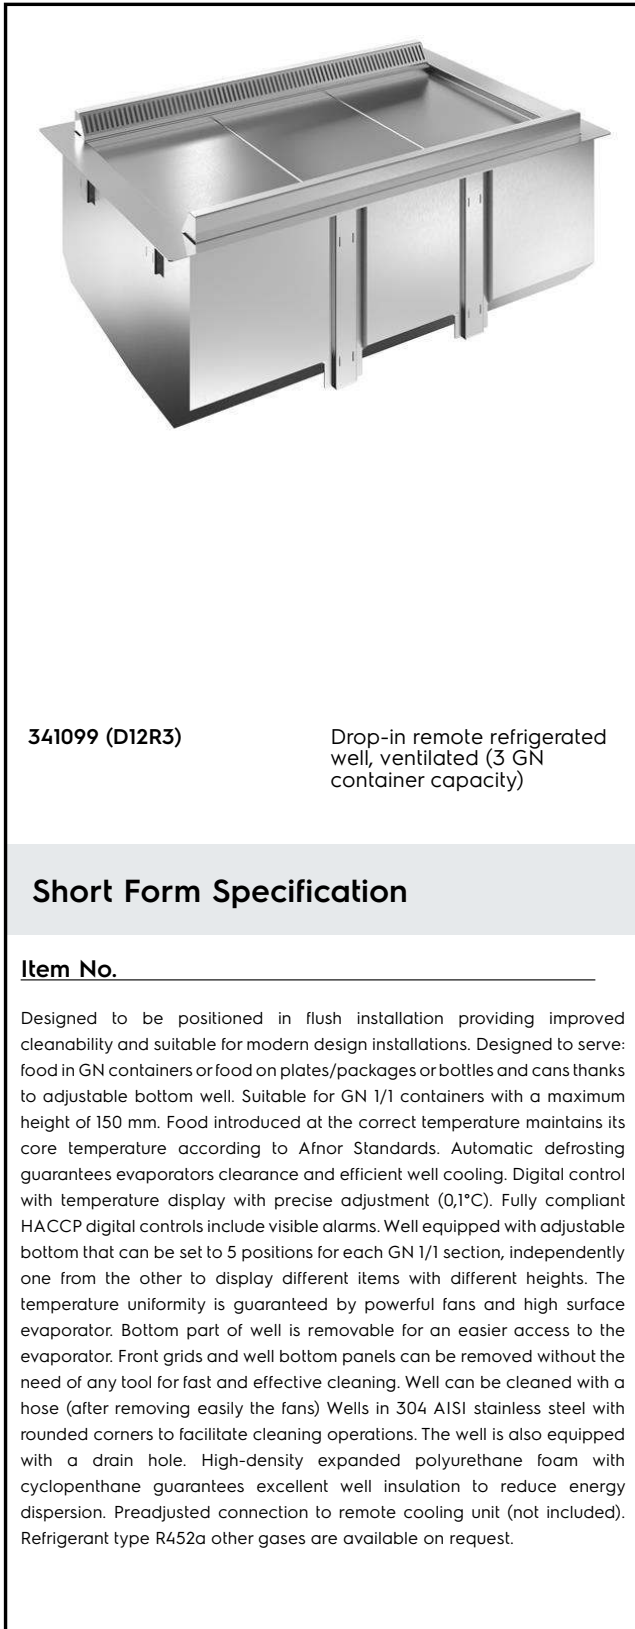 341099 (D12R3)
Drop-in remote refrigerated
well, ventilated (3 GN
container capacity)
Short Form Specification
Item No.
Designed to be positioned in flush installation providing improved
cleanability and suitable for modern design installations. Designed to serve:
food in GN containers or food on plates/packages or bottles and cans thanks
to adjustable bottom well. Suitable for GN 1/1 containers with a maximum
height of 150 mm. Food introduced at the correct temperature maintains its
core temperature according to Afnor Standards. Automatic defrosting
guarantees evaporators clearance and efficient well cooling. Digital control
with temperature display with precise adjustment (0,1°C). Fully compliant
HACCP digital controls include visible alarms. Well equipped with adjustable
bottom that can be set to 5 positions for each GN 1/1 section, independently
one from the other to display different items with different heights. The
temperature uniformity is guaranteed by powerful fans and high surface
evaporator. Bottom part of well is removable for an easier access to the
evaporator. Front grids and well bottom panels can be removed without the
need of any tool for fast and effective cleaning. Well can be cleaned with a
hose (after removing easily the fans) Wells in 304 AISI stainless steel with
rounded corners to facilitate cleaning operations. The well is also equipped
with a drain hole. High-density expanded polyurethane foam with
cyclopenthane guarantees excellent well insulation to reduce energy
dispersion. Preadjusted connection to remote cooling unit (not included).
Refrigerant type R452a other gases are available on request.